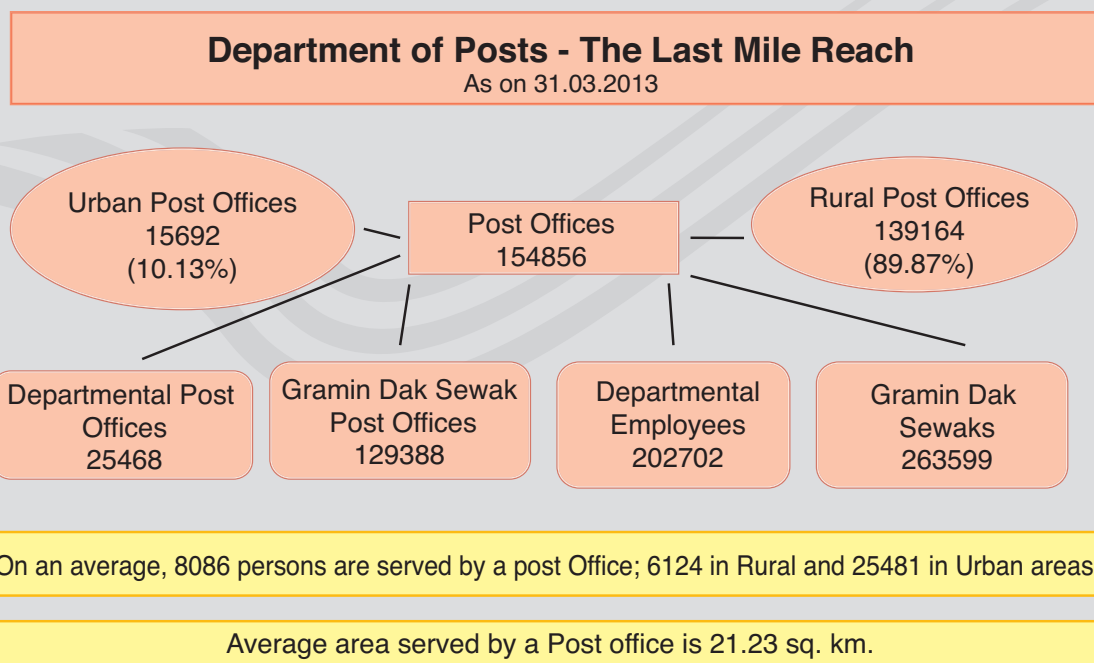 Department of Posts - The Last Mile Reach
As on 31.03.2013
Urban Post Offices
15692
(10.13%)
Post Offices
154856
Rural Post Offices
139164
(89.87%)
Departmental Post
Offices
25468
Gramin Dak Sewak
Post Offices
129388
Departmental
Employees
202702
Gramin Dak
Sewaks
263599
On an average, 8086 persons are served by a post Office; 6124 in Rural and 25481 in Urban areas
Average area served by a Post office is 21.23 sq. km.